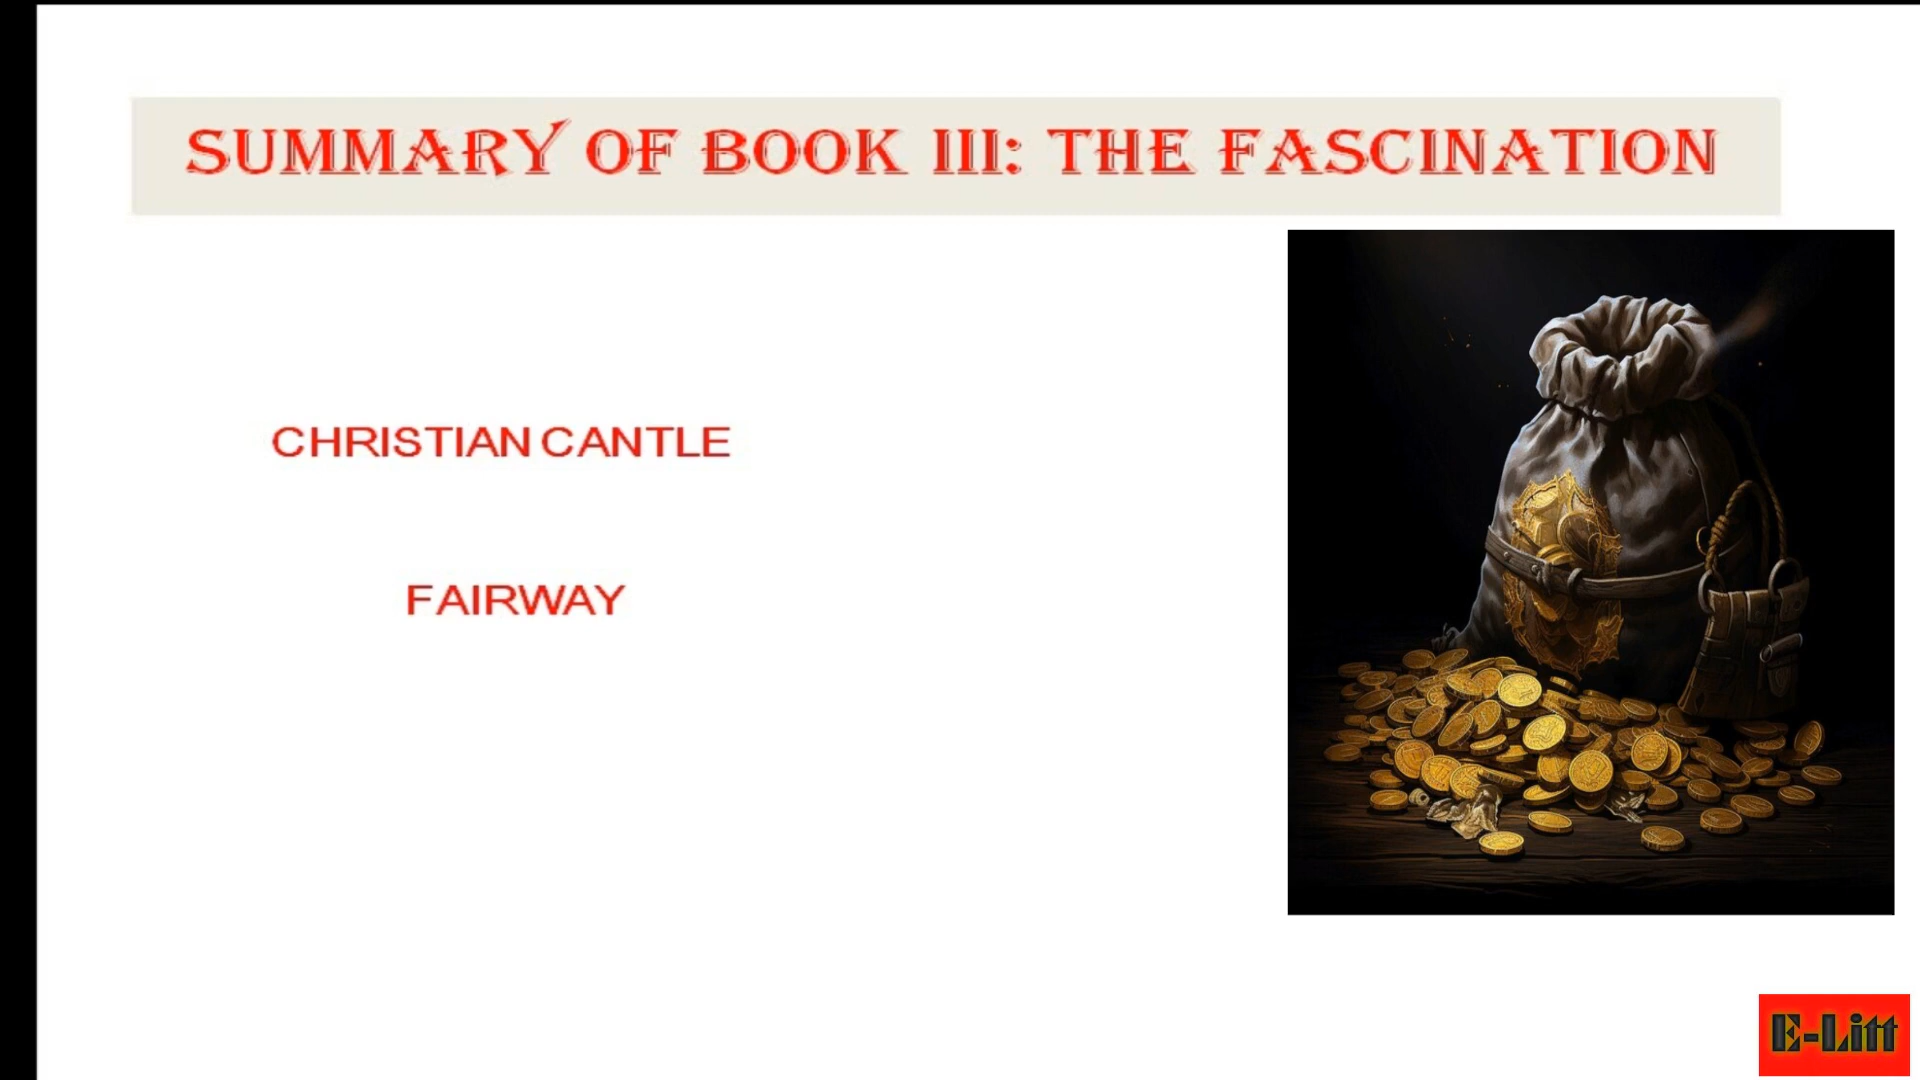 SUMMARY OF BOOK III: THE FASCINATION
CHRISTIAN CANTLE
FAIRWAY
E-Litt